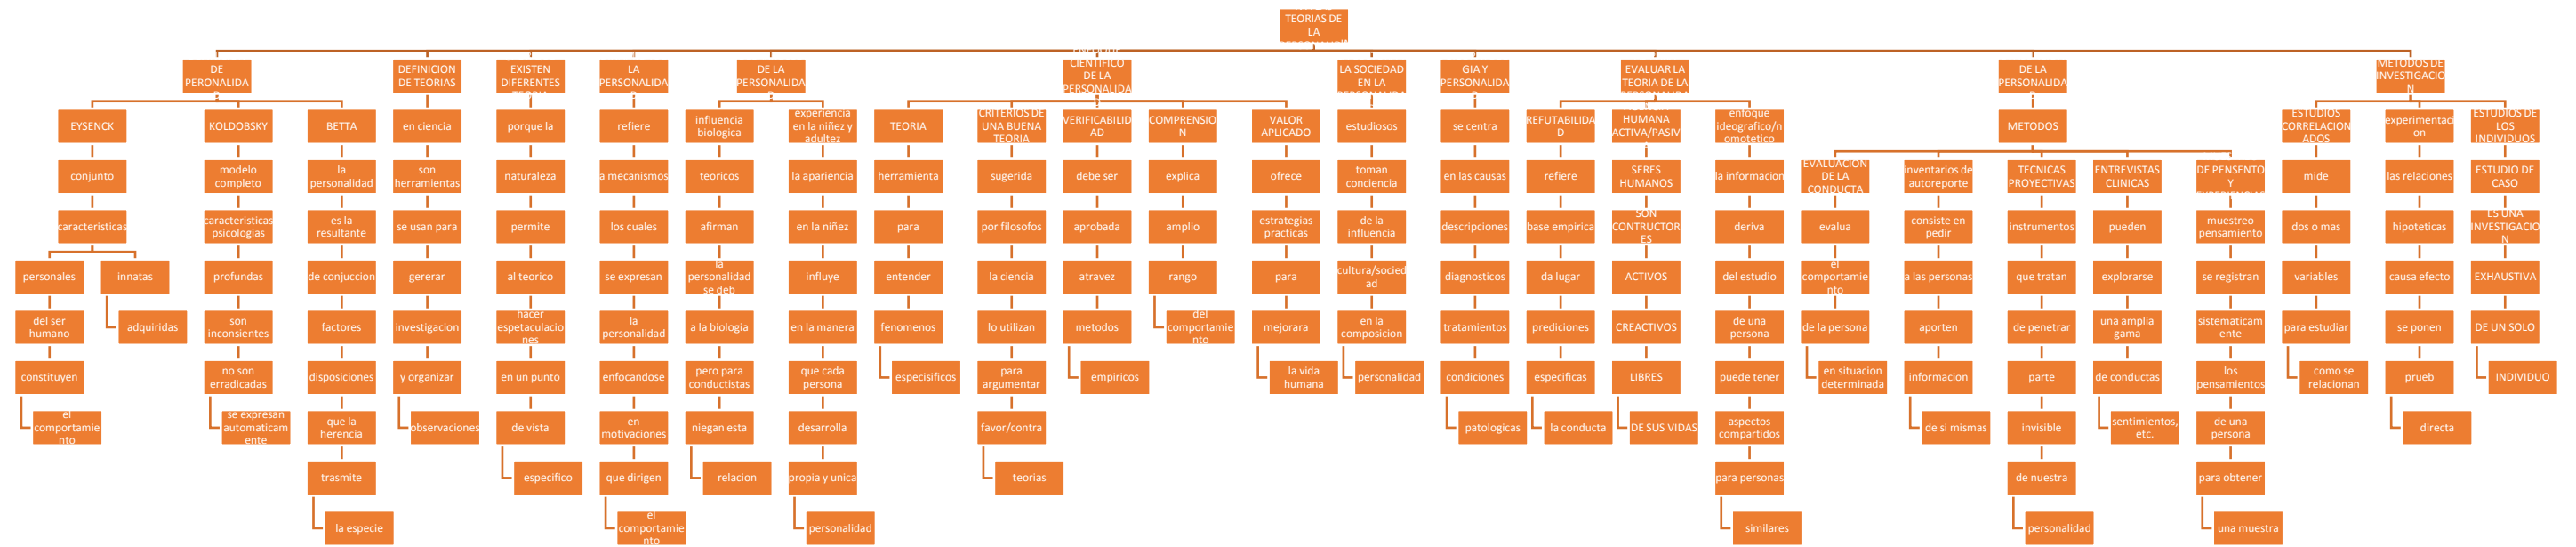 TEORIAS DE
LA
DE
PERONALIDA
EYSENCK
conjunto
caracteristicas
personales
del ser
humano
constituyen
el
comportamie
nto
innatas
adquiridas
KOLDOBSKY
modelo
completo
caracteristicas
psicologias
profundas
son
inconsientes
no son
erradicadas
se expresan
automaticam
ente
BETTA
la
personalidad
es la
resultante
de conjuccion
factores
disposiciones
que la
herencia
trasmite
la especie
DEFINICION
DE TEORIAS
en ciencia
son
herramientas
se usan para
gererar
investigacion
y organizar
observaciones
EXISTEN
DIFERENTES
porque la
naturaleza
permite
al teorico
hacer
espetaculacio
nes
en un punto
de vista
especifico
LA
PERSONALIDA
refiere
a mecanismos
los cuales
se expresan
la
personalidad
enfocandose
en
motivaciones
que dirigen
el
comportamie
nto
DE LA
PERSONALIDA
influencia
biologica
teoricos
afirman
la
personalidad
se deb
a la biologia
pero para
conductistas
niegan esta
relacion
experiencia
en la niñez y
adultez
la apariencia
en la niñez
influye
en la manera
que cada
persona
desarrolla
propia y unica
personalidad
ENFOQUE
CIENTIFICO
DE LA
PERSONALIDA
TEORIA
herramienta
para
entender
fenomenos
especisificos
CRITERIOS DE
UNA BUENA
TEORIA
sugerida
por filosofos
la ciencia
lo utilizan
para
argumentar
favor/contra
teorias
VERIFICABILID
AD
debe ser
aprobada
atravez
metodos
empiricos
COMPRENSIO
N
explica
amplio
rango
del
comportamie
nto
VALOR
APLICADO
ofrece
estrategias
practicas
para
mejorara
la vida
humana
LA SOCIEDAD
EN LA
estudiosos
toman
conciencia
de la
influencia
cultura/socied
ad
en la
composicion
personalidad
GIA Y
PERSONALIDA
se centra
en las causas
descripciones
diagnosticos
tratamientos
condiciones
patologicas
EVALUAR LA
TEORIA DE LA
PERSONALIDA
REFUTABILIDA
D
refiere
base empirica
da lugar
prediciones
especificas
la conducta
HUMANA
ACTIVA/PASIV
SERES
HUMANOS
SON
CONTRUCTOR
ES
ACTIVOS
CREACTIVOS
LIBRES
DE SUS VIDAS
enfoque
ideografico/n
omotetico
la informacion
deriva
del estudio
de una
persona
puede tener
aspectos
compartidos
para personas
similares
DE LA
PERSONALIDA
METODOS
EVALUACION
DE LA
CONDUCTA
evalua
el
comportamie
nto
de la persona
en situacion
determinada
inventarios de
autoreporte
consiste en
pedir
a las personas
aporten
informacion
de si mismas
TECNICAS
PROYECTIVAS
instrumentos
que tratan
de penetrar
parte
invisible
de nuestra
personalidad
ENTREVISTAS
CLINICAS
pueden
explorarse
una amplia
gama
de conductas
sentimientos,
etc.
DE PENSENTO
Y
muestreo
pensamiento
se registran
sistematicam
ente
los
pensamientos
de una
persona
para obtener
una muestra
METODOS DE
INVESTIGACIO
N
ESTUDIOS
CORRELACION
ADOS
mide
dos o mas
variables
para estudiar
como se
relacionan
experimentaci
on
las relaciones
hipoteticas
causa efecto
se ponen
prueb
directa
ESTUDIOS DE
LOS
INDIVIDUOS
ESTUDIO DE
CASO
ES UNA
INVESTIGACIO
N
EXHAUSTIVA
DE UN SOLO
INDIVIDUO